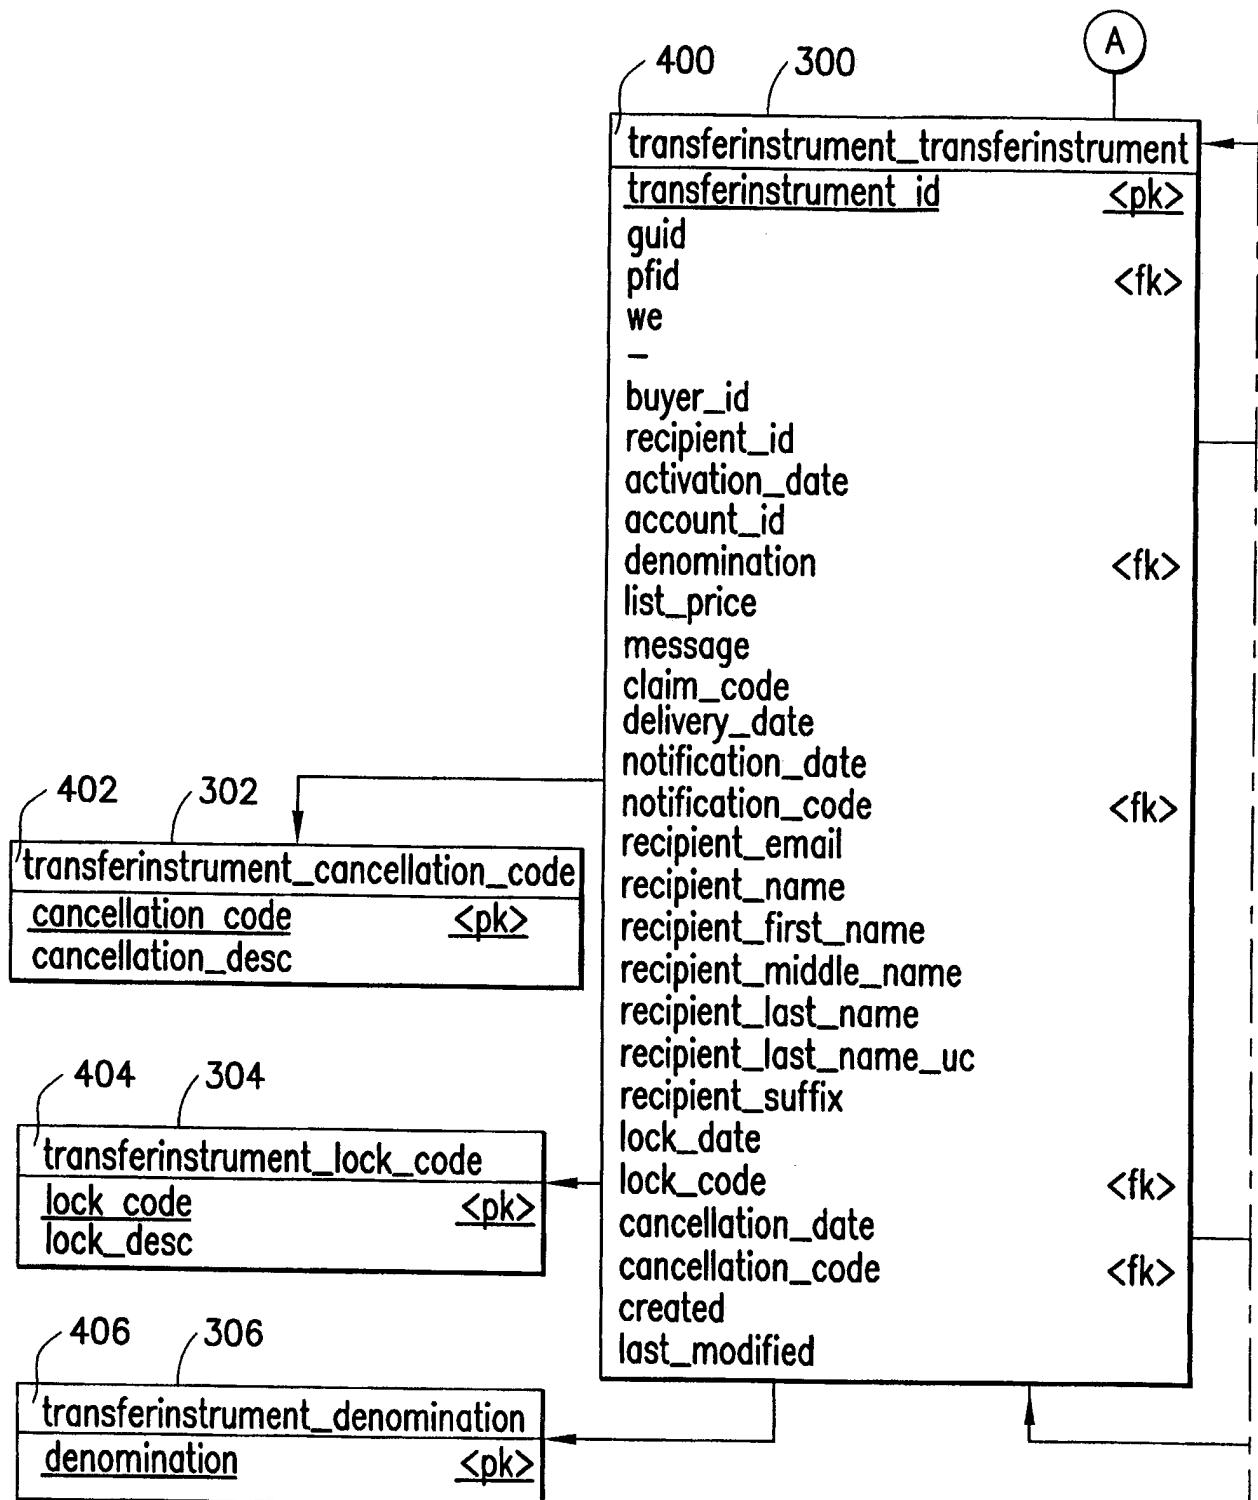 A
400
300
transferinstrument_transferinstrument
transferinstrument_id <pk>
guid
pfid <fk>
we
–
buyer_id
recipient_id
activation_date
account_id
denomination <fk>
list_price
message
claim_code
delivery_date
notification_date
notification_code <fk>
recipient_email
recipient_name
recipient_first_name
recipient_middle_name
recipient_last_name
recipient_last_name_uc
recipient_suffix
lock_date
lock_code <fk>
cancellation_date
cancellation_code <fk>
created
last_modified
402
302
transferinstrument_cancellation_code
cancellation_code <pk>
cancellation_desc
404
304
transferinstrument_lock_code
lock_code <pk>
lock_desc
406
306
transferinstrument_denomination
denomination <pk>